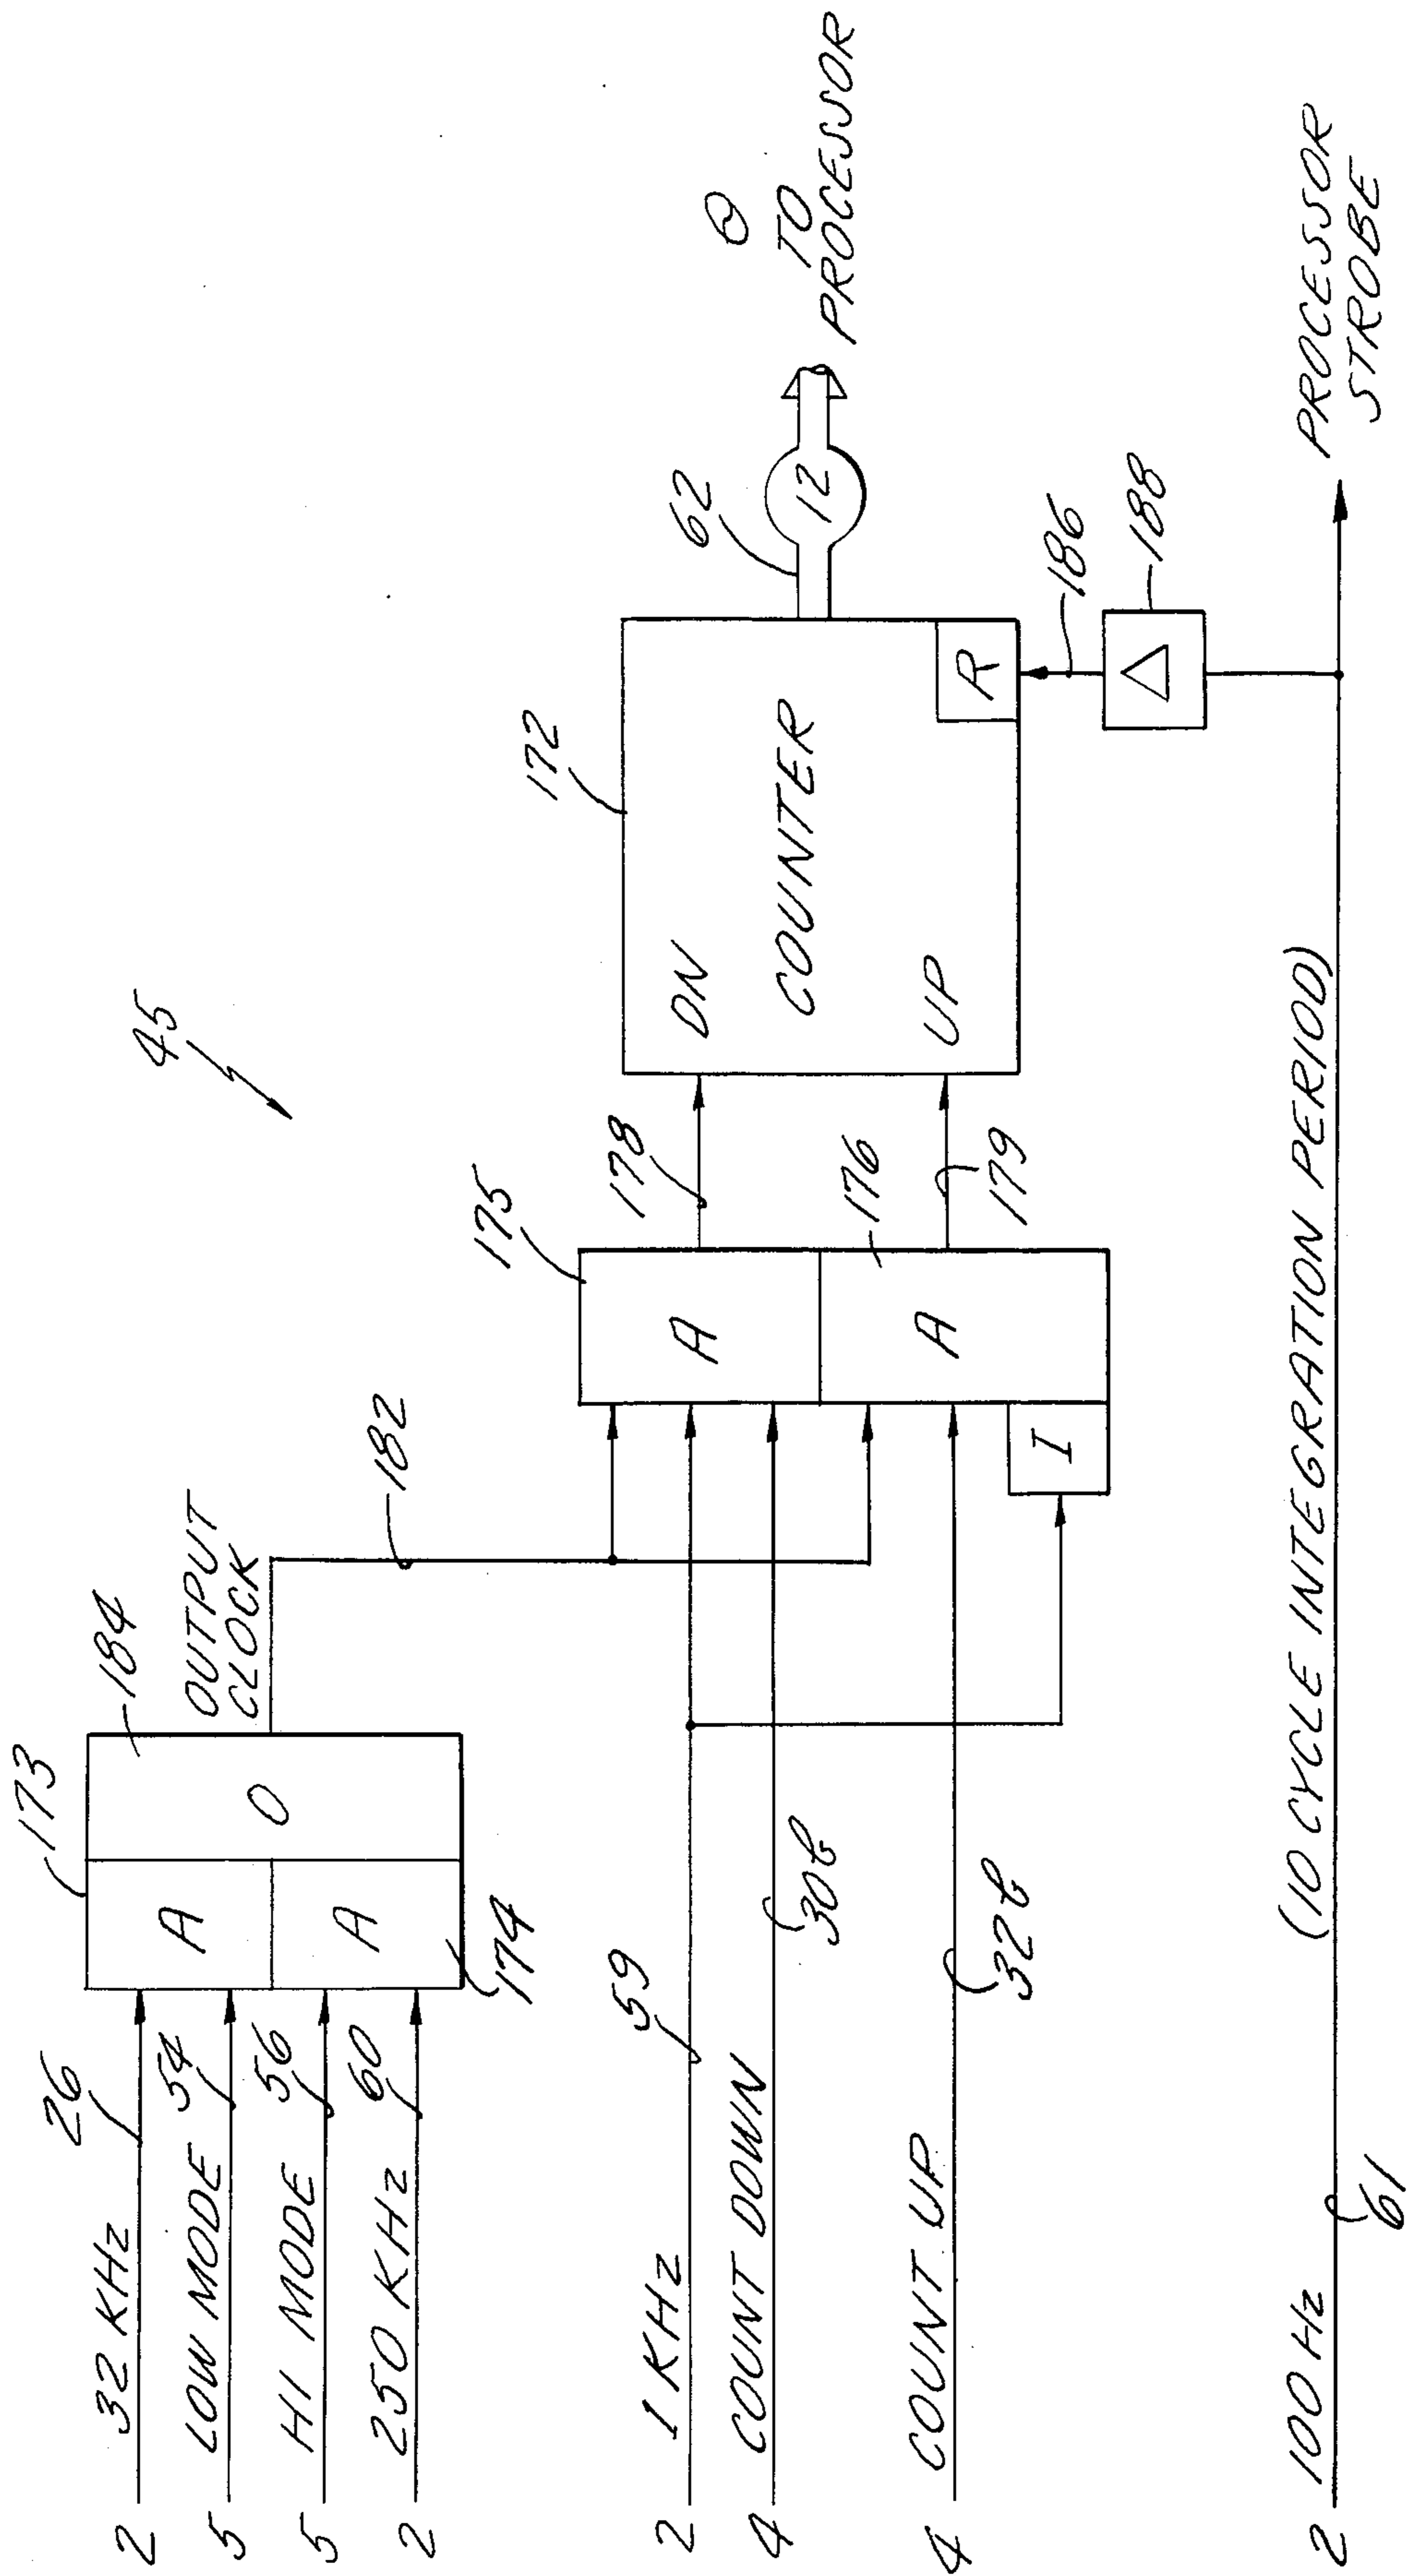 45
173
184
26
2 32 KHz
A
O
OUTPUT
CLOCK
5 LOW MODE 54
5 HI MODE 56
A
2 250 KHz 60
174
182
175
178
172
2 1 KHz 59
A
DN
4 COUNT DOWN
30b
COUNTER
62
12
Θ
TO
PROCESSOR
176
A
UP
R
4 COUNT UP
32b
I
179
186
188
Δ
2 100 Hz (10 CYCLE INTEGRATION PERIOD)
61
PROCESSOR
STROBE